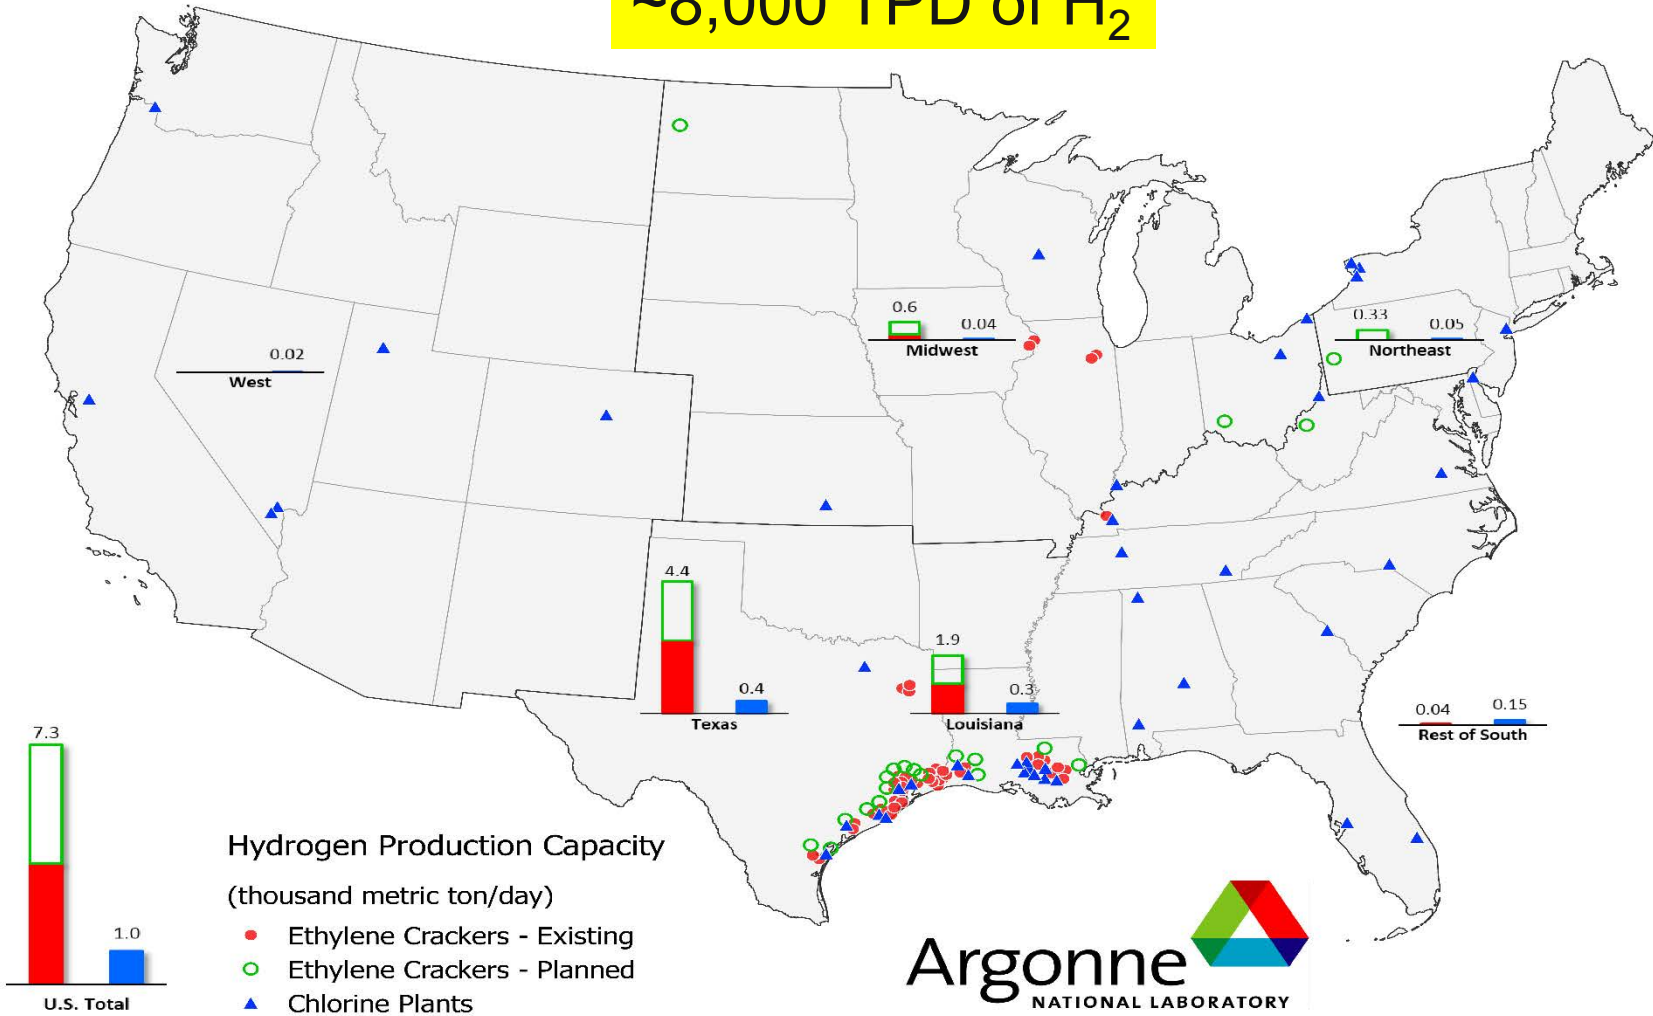 ~8,000 TPD of H₂
0.02
West
0.6
0.04
Midwest
0.33
0.05
Northeast
4.4
0.4
Texas
1.9
0.3
Louisiana
0.04
0.15
Rest of South
7.3
1.0
U.S. Total
Hydrogen Production Capacity
(thousand metric ton/day)
Ethylene Crackers - Existing
Ethylene Crackers - Planned
Chlorine Plants
Argonne
NATIONAL LABORATORY